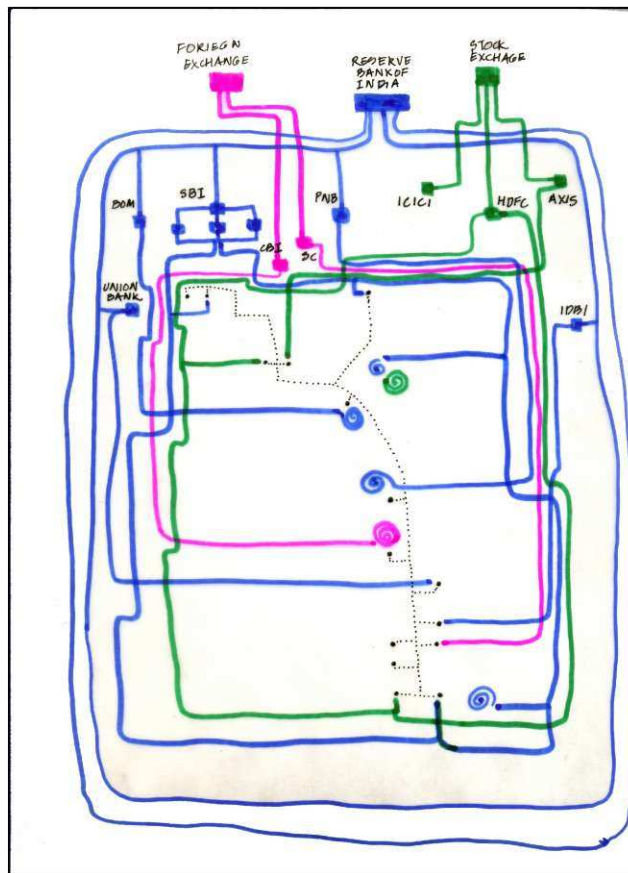 FORIEGN
EXCHANGE
RESERVE
BANK OF
INDIA
STOCK
EXCHAGE
BOM
SBI
PNB
ICICI
HDFC
AXIS
CBI
SC
UNION
BANK
IDBI